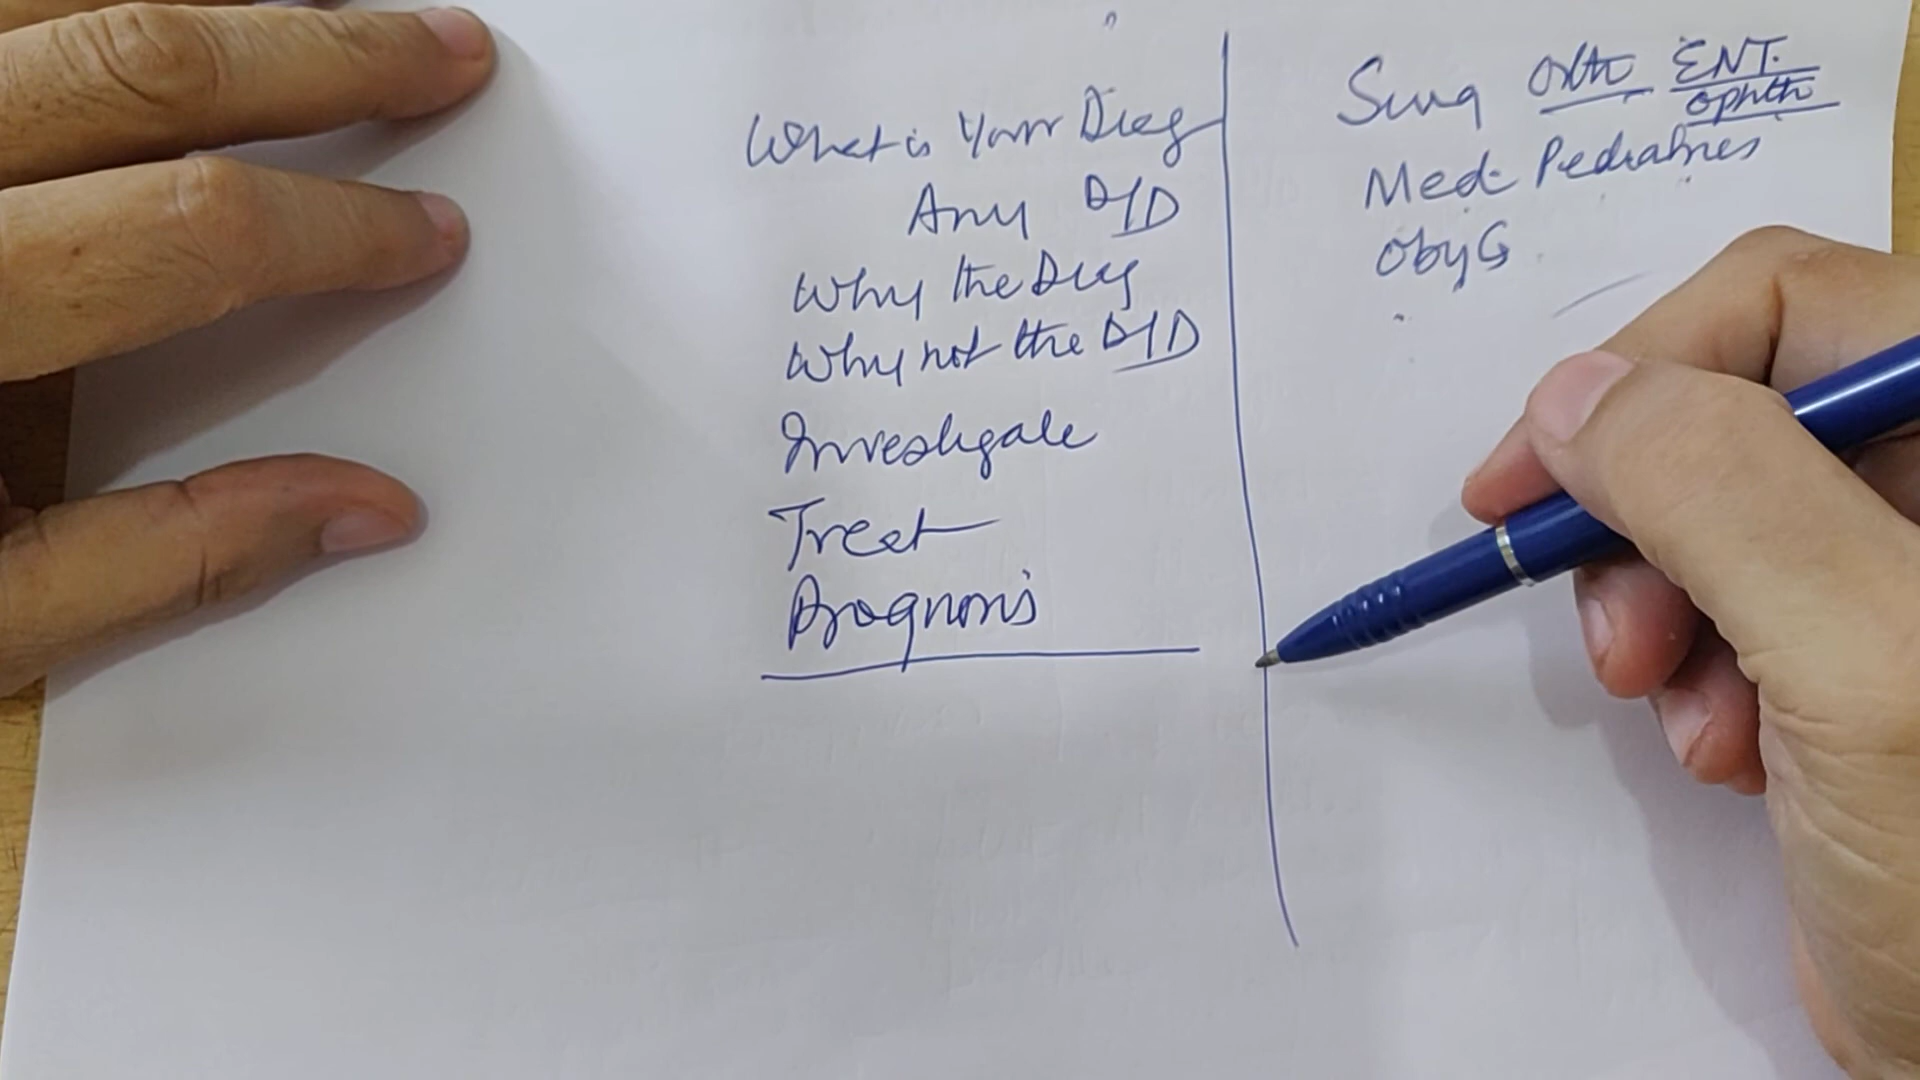 What is Your Diag
Any D/D
Why the Diag
Why not the D/D
Investigate
Treat
Prognosis
Surg Orth ENT.
Ophth
Med Pediatrics
ObyG